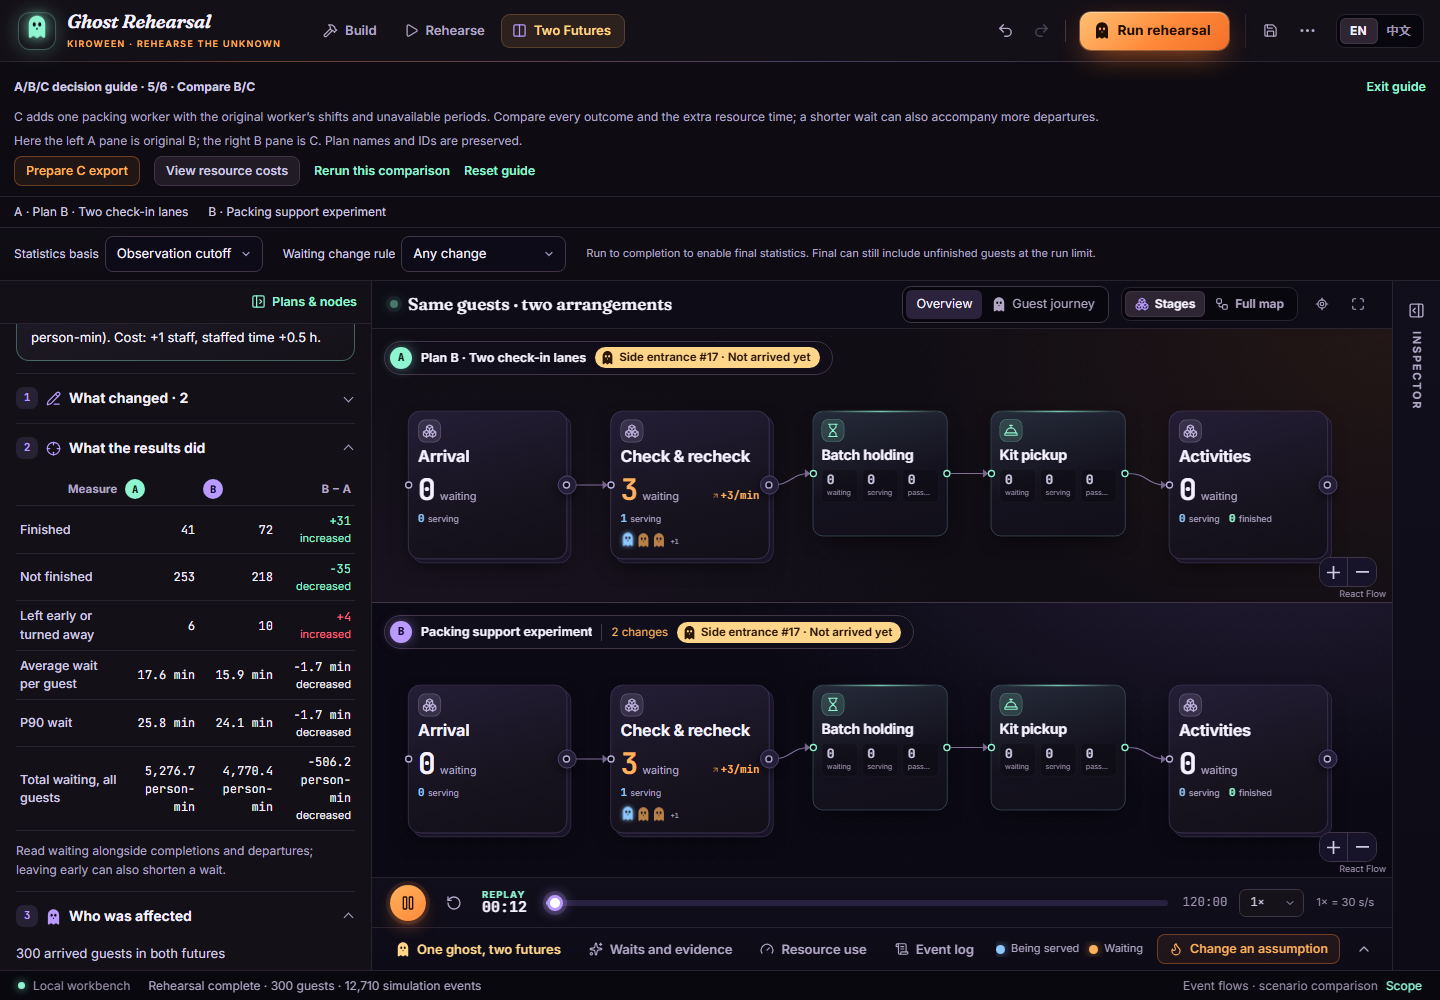 Ghost Rehearsal
KIROWEEN · REHEARSE THE UNKNOWN
Build
Rehearse
Two Futures
Run rehearsal
EN
中文
A/B/C decision guide · 5/6 · Compare B/C
Exit guide
C adds one packing worker with the original worker's shifts and unavailable periods. Compare every outcome and the extra resource time; a shorter wait can also accompany more departures.
Here the left A pane is original B; the right B pane is C. Plan names and IDs are preserved.
Prepare C export
View resource costs
Rerun this comparison
Reset guide
A · Plan B · Two check-in lanes
B · Packing support experiment
Statistics basis
Observation cutoff
Waiting change rule
Any change
Run to completion to enable final statistics. Final can still include unfinished guests at the run limit.
Plans & nodes
person-min). Cost: +1 staff, staffed time +0.5 h.
1 What changed · 2
2 What the results did
Measure A B B – A
Finished 41 72 +31 increased
Not finished 253 218 -35 decreased
Left early or turned away 6 10 +4 increased
Average wait per guest 17.6 min 15.9 min -1.7 min decreased
P90 wait 25.8 min 24.1 min -1.7 min decreased
Total waiting, all guests 5,276.7 person-min 4,770.4 person-min -506.2 person-min decreased
Read waiting alongside completions and departures;
leaving early can also shorten a wait.
3 Who was affected
300 arrived guests in both futures
Same guests · two arrangements
Overview
Guest journey
Stages
Full map
INSPECTOR
A Plan B · Two check-in lanes
Side entrance #17 · Not arrived yet
Arrival
0 waiting
0 serving
Check & recheck
3 waiting
+3/min
1 serving
+1
Batch holding
0 0 0
waiting serving pass...
Kit pickup
0 0 0
waiting serving pass...
Activities
0 waiting
0 serving 0 finished
React Flow
B Packing support experiment
2 changes
Side entrance #17 · Not arrived yet
Arrival
0 waiting
0 serving
Check & recheck
3 waiting
+3/min
1 serving
+1
Batch holding
0 0 0
waiting serving pass...
Kit pickup
0 0 0
waiting serving pass...
Activities
0 waiting
0 serving 0 finished
React Flow
REPLAY
00:12
120:00
1×
1× = 30 s/s
One ghost, two futures
Waits and evidence
Resource use
Event log
Being served
Waiting
Change an assumption
Local workbench
Rehearsal complete · 300 guests · 12,710 simulation events
Event flows · scenario comparison
Scope